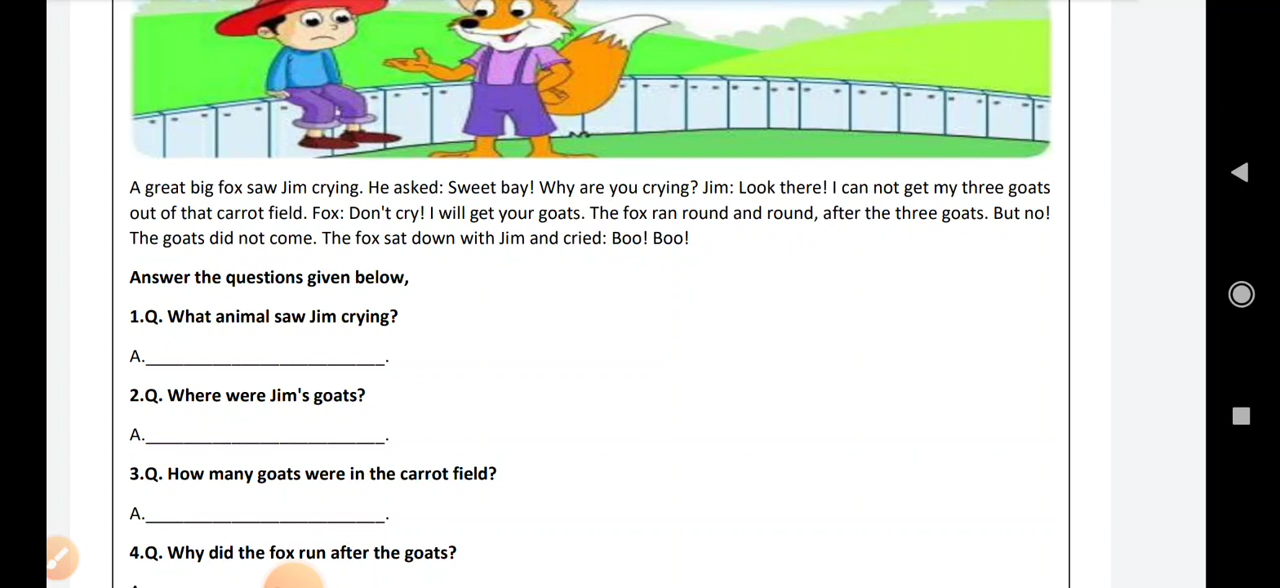 A great big fox saw Jim crying. He asked: Sweet bay! Why are you crying? Jim: Look there! I can not get my three goats
out of that carrot field. Fox: Don't cry! I will get your goats. The fox ran round and round, after the three goats. But no!
The goats did not come. The fox sat down with Jim and cried: Boo! Boo!
Answer the questions given below,
1.Q. What animal saw Jim crying?
A.___________________________.
2.Q. Where were Jim's goats?
A.___________________________.
3.Q. How many goats were in the carrot field?
A.___________________________.
4.Q. Why did the fox run after the goats?